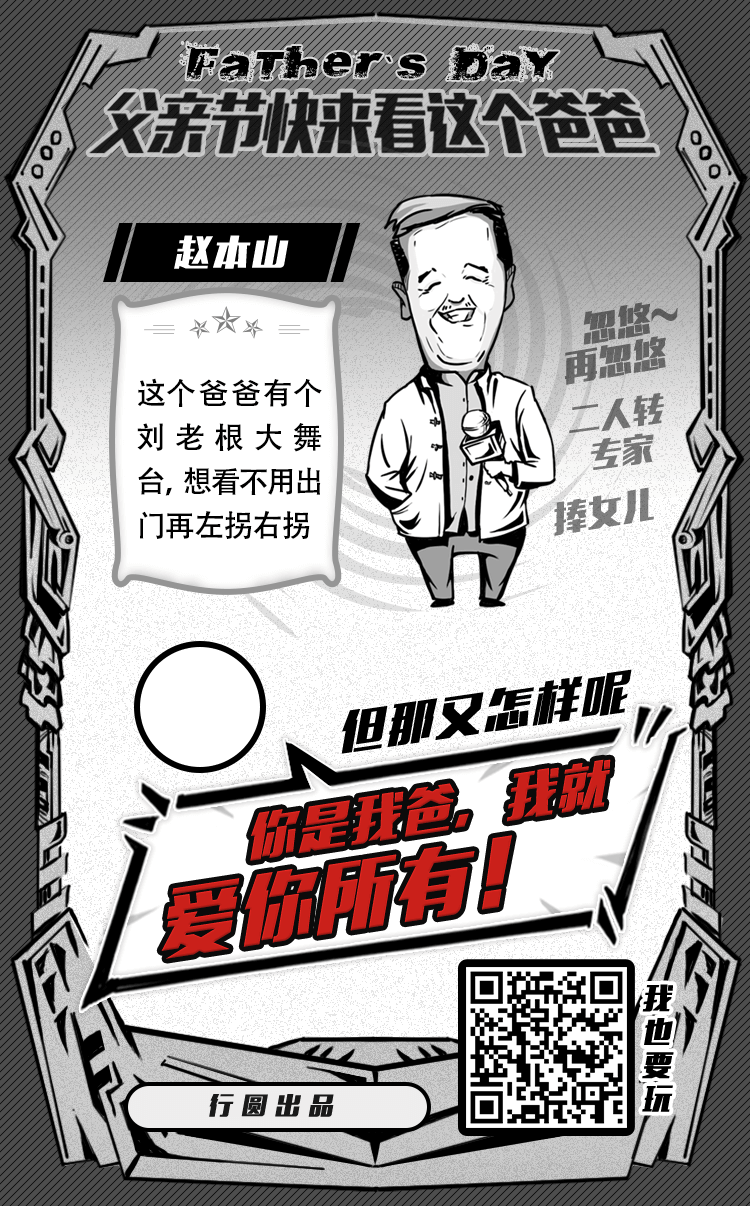 Father's Day
父亲节快来看这个爸爸
赵本山
这个爸爸有个
刘老根大舞
台, 想看不用出
门再左拐右拐
忽悠~
再忽悠
二人转
专家
捧女儿
但那又怎样呢
你是我爸, 我就
爱你所有!
我也要玩
行圆出品